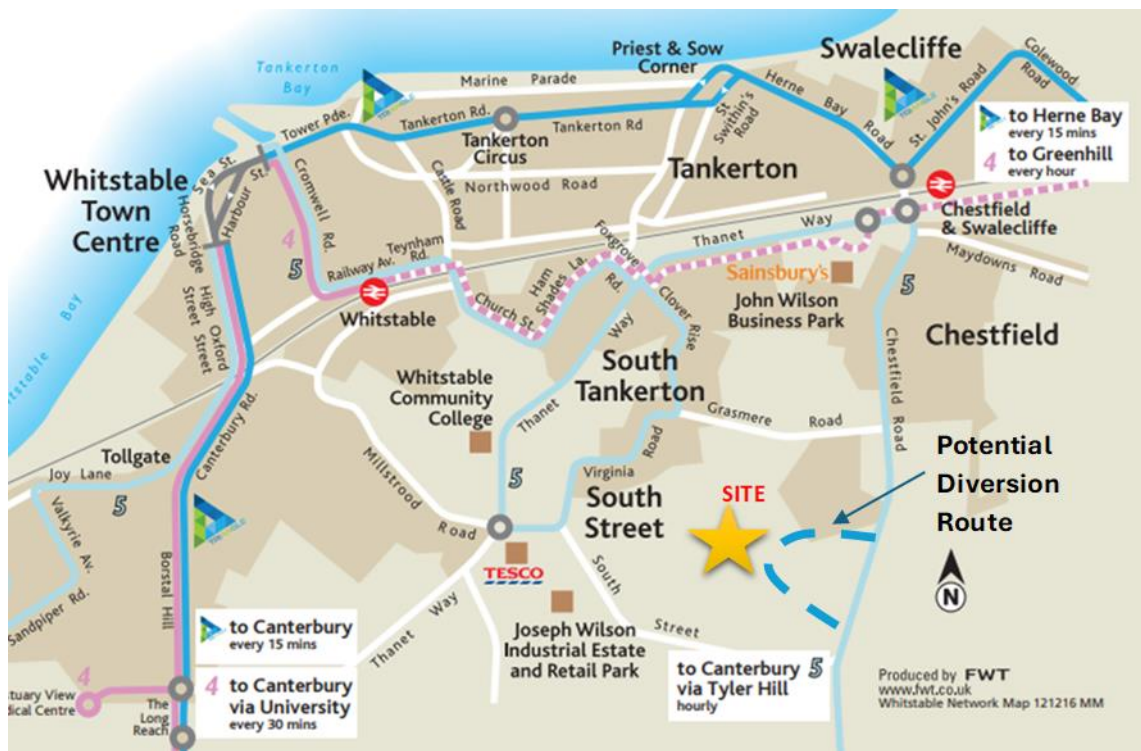 Tankerton
Bay
Priest & Sow
Corner
Swalecliffe
Marine Parade
Colewood
Road
Herne
Bay
Road
St. John's Road
Tower Pde.
Tankerton Rd.
Tankerton Rd
St
Swithin's
Road
to Herne Bay
every 15 mins
4 to Greenhill
every hour
Tankerton
Circus
Sea St.
Whitstable
Town
Centre
Cromwell Rd.
Castle Road
Northwood Road
Tankerton
Horsebridge
Road
Harbour St.
4
5
Teynham
Rd.
Railway Av.
Foxgrove
Rd.
Thanet Way
Chestfield
& Swalecliffe
Maydowns Road
Ham
Shades La.
Church St.
Sainsbury's
John Wilson
Business Park
5
Whitstable
Clover Rise
High
Street
Oxford
Street
Bay
Chestfield
Whitstable
Community
College
Thanet Way
South
Tankerton
Chestfield Road
Grasmere Road
Canterbury Rd.
Tollgate
Joy Lane
5
Millstrood
Road
5
Virginia
Road
South
Street
SITE
Potential
Diversion
Route
N
Valkyrie Av.
Sandpiper Rd.
Borstal Hill
TESCO
South
Street
Thanet Way
Joseph Wilson
Industrial Estate
and Retail Park
to Canterbury
every 15 mins
4 to Canterbury
via University
every 30 mins
to Canterbury 5
via Tyler Hill
hourly
4
tuary View
dical Centre
The
Long
Reach
Produced by FWT
www.fwt.co.uk
Whitstable Network Map 121216 MM